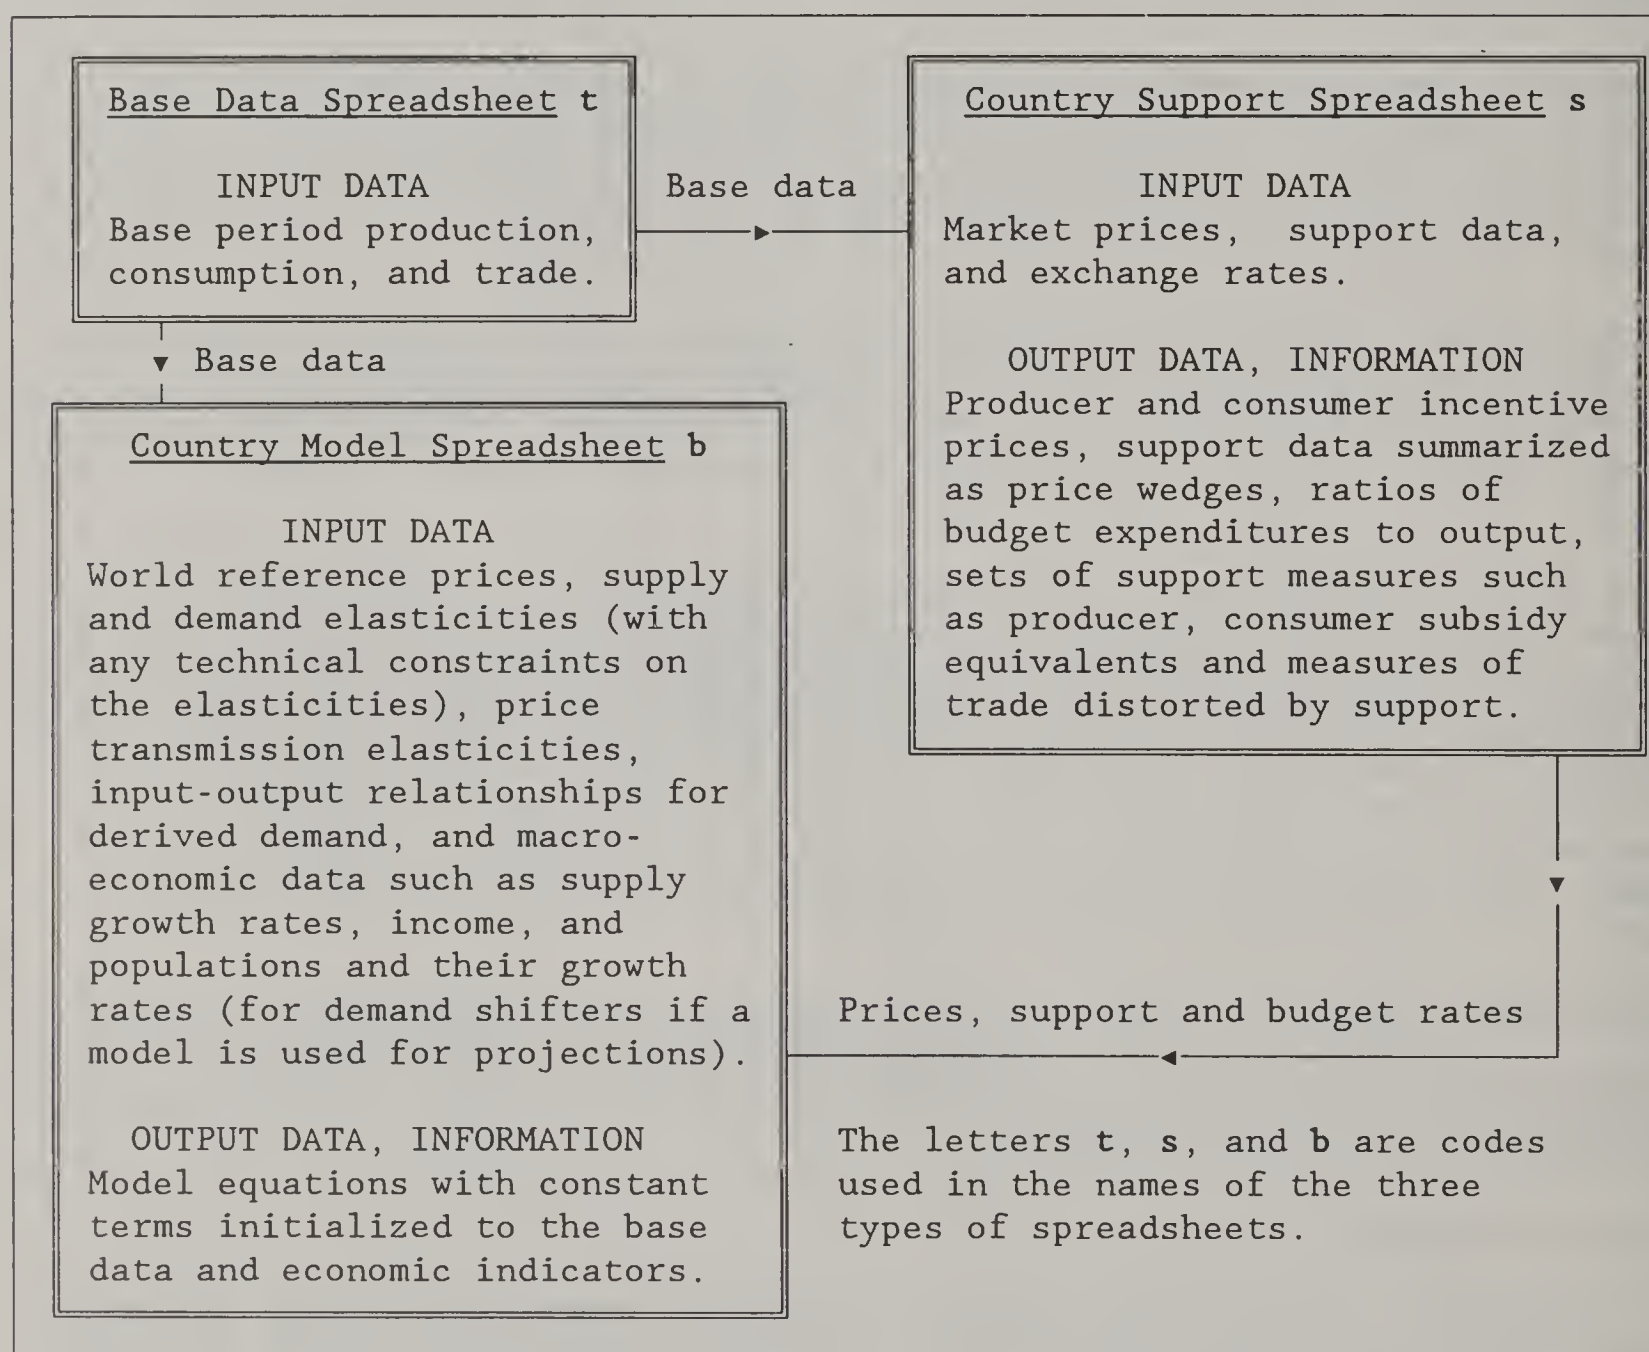 Base Data Spreadsheet t
INPUT DATA
Base period production,
consumption, and trade.
Base data
Country Support Spreadsheet s
INPUT DATA
Market prices, support data,
and exchange rates.
OUTPUT DATA, INFORMATION
Producer and consumer incentive
prices, support data summarized
as price wedges, ratios of
budget expenditures to output,
sets of support measures such
as producer, consumer subsidy
equivalents and measures of
trade distorted by support.
Base data
Country Model Spreadsheet b
INPUT DATA
World reference prices, supply
and demand elasticities (with
any technical constraints on
the elasticities), price
transmission elasticities,
input-output relationships for
derived demand, and macro-
economic data such as supply
growth rates, income, and
populations and their growth
rates (for demand shifters if a
model is used for projections).
OUTPUT DATA, INFORMATION
Model equations with constant
terms initialized to the base
data and economic indicators.
Prices, support and budget rates
The letters t, s, and b are codes
used in the names of the three
types of spreadsheets.